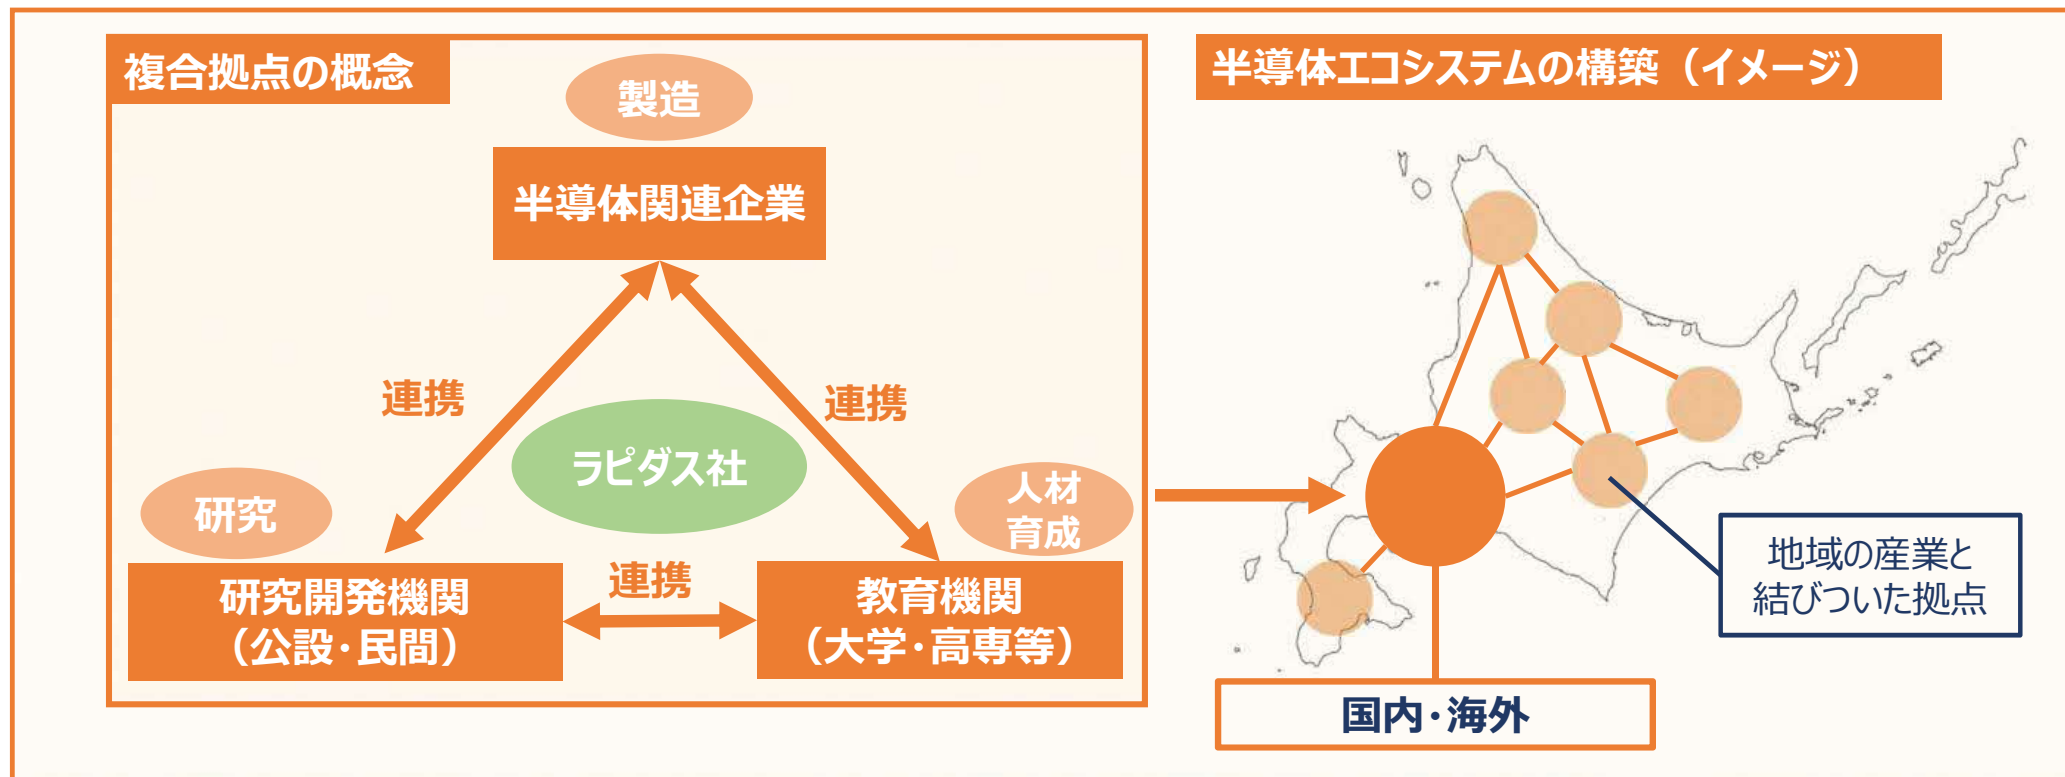 複合拠点の概念
製造
半導体関連企業
連携
連携
ラピダス社
研究
人材
育成
連携
研究開発機関
（公設・民間）
教育機関
（大学・高専等）
半導体エコシステムの構築（イメージ）
地域の産業と
結びついた拠点
国内・海外